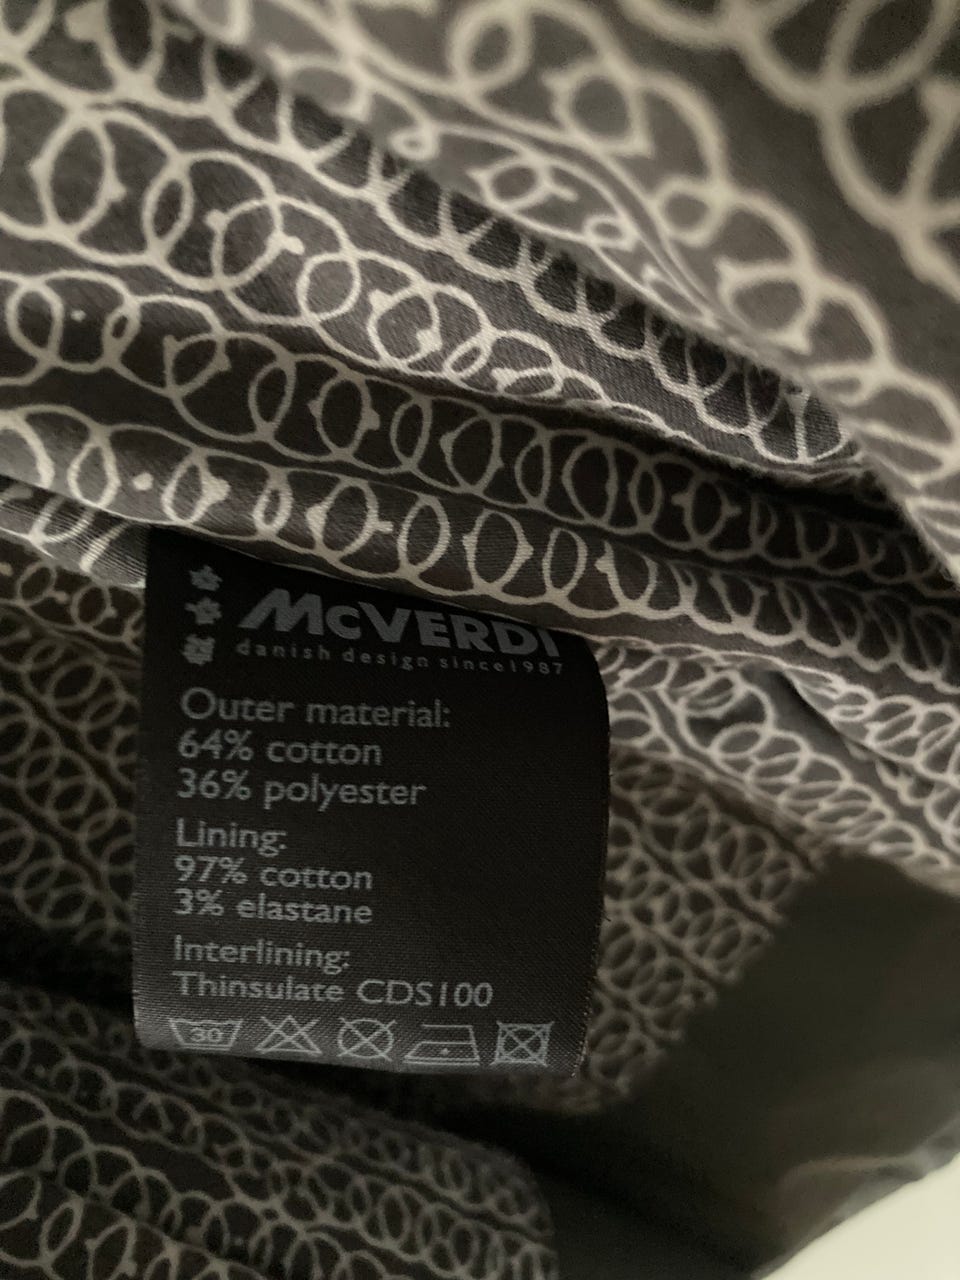 McVERDI
danish design since1987
Outer material:
64% cotton
36% polyester
Lining:
97% cotton
3% elastane
Interlining:
Thinsulate CDS100
30